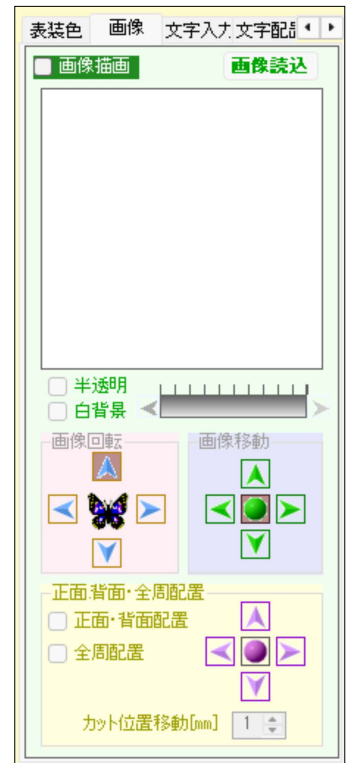 表装色 画像 文字入力 文字配
画像描画 画像読込
半透明
白背景
画像回転 画像移動
正面.背面・全周配置
正面・背面配置
全周配置
カット位置移動[mm] 1